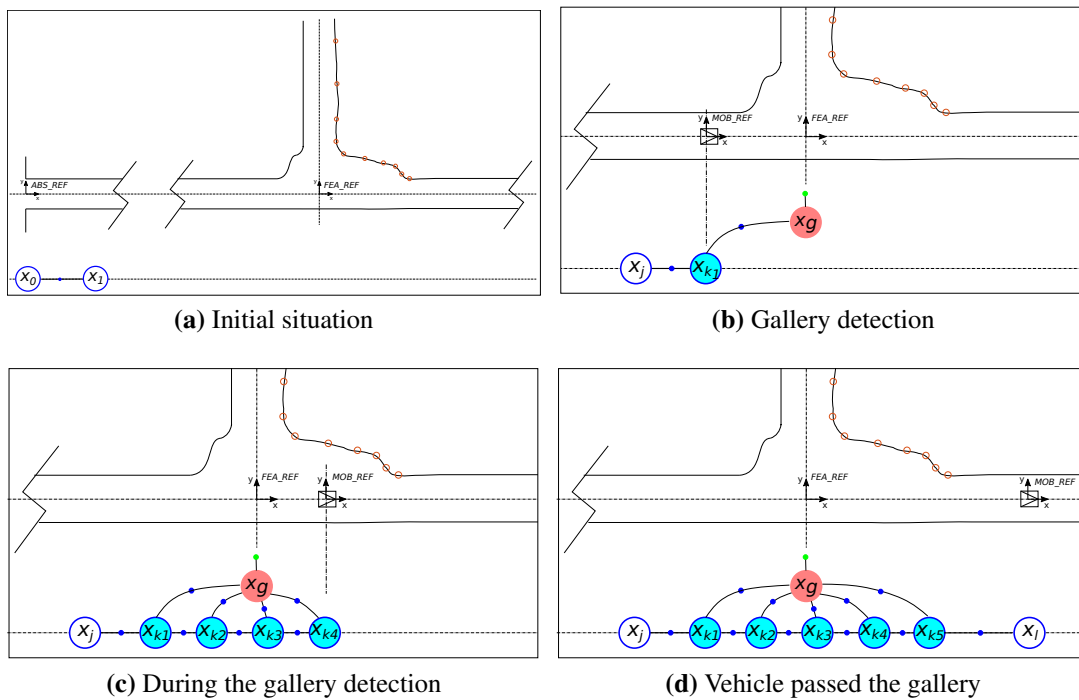 y ABS_REF
x
y FEA_REF
x
x0 x1
(a) Initial situation
y MOB_REF y FEA_REF
x x
xg
xj xk1
(b) Gallery detection
y FEA_REF y MOB_REF
x x
xg
xj xk1 xk2 xk3 xk4
(c) During the gallery detection
y FEA_REF y MOB_REF
x x
xg
xj xk1 xk2 xk3 xk4 xk5 xl
(d) Vehicle passed the gallery